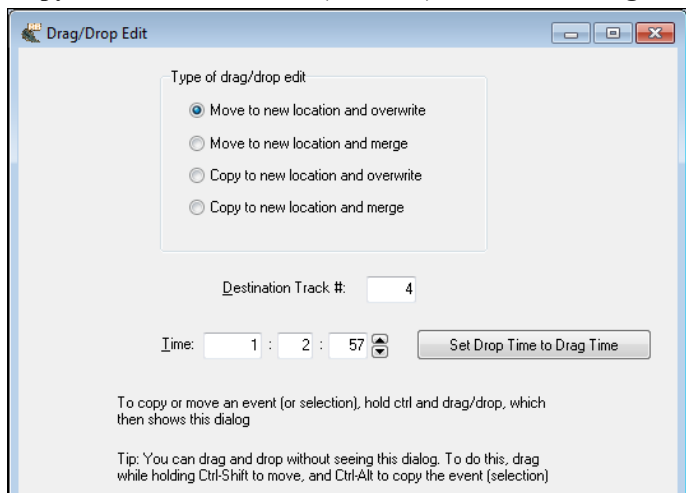 Drag/Drop Edit
Type of drag/drop edit
Move to new location and overwrite
Move to new location and merge
Copy to new location and overwrite
Copy to new location and merge
Destination Track #: 4
Time: 1 : 2 : 57 Set Drop Time to Drag Time
To copy or move an event (or selection), hold ctrl and drag/drop, which
then shows this dialog
Tip: You can drag and drop without seeing this dialog. To do this, drag
while holding Ctrl-Shift to move, and Ctrl-Alt to copy the event (selection)